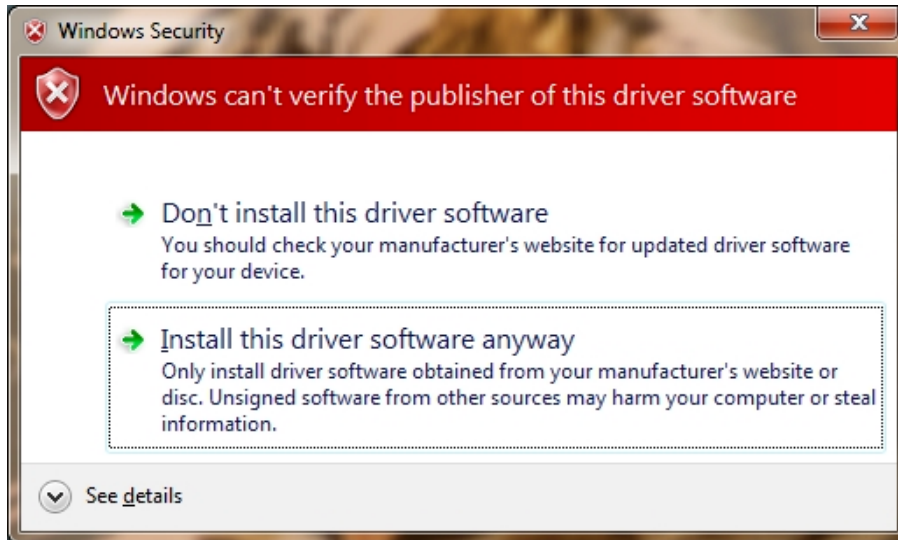 Windows Security
Windows can't verify the publisher of this driver software
Don't install this driver software
You should check your manufacturer's website for updated driver software
for your device.
Install this driver software anyway
Only install driver software obtained from your manufacturer's website or
disc. Unsigned software from other sources may harm your computer or steal
information.
See details